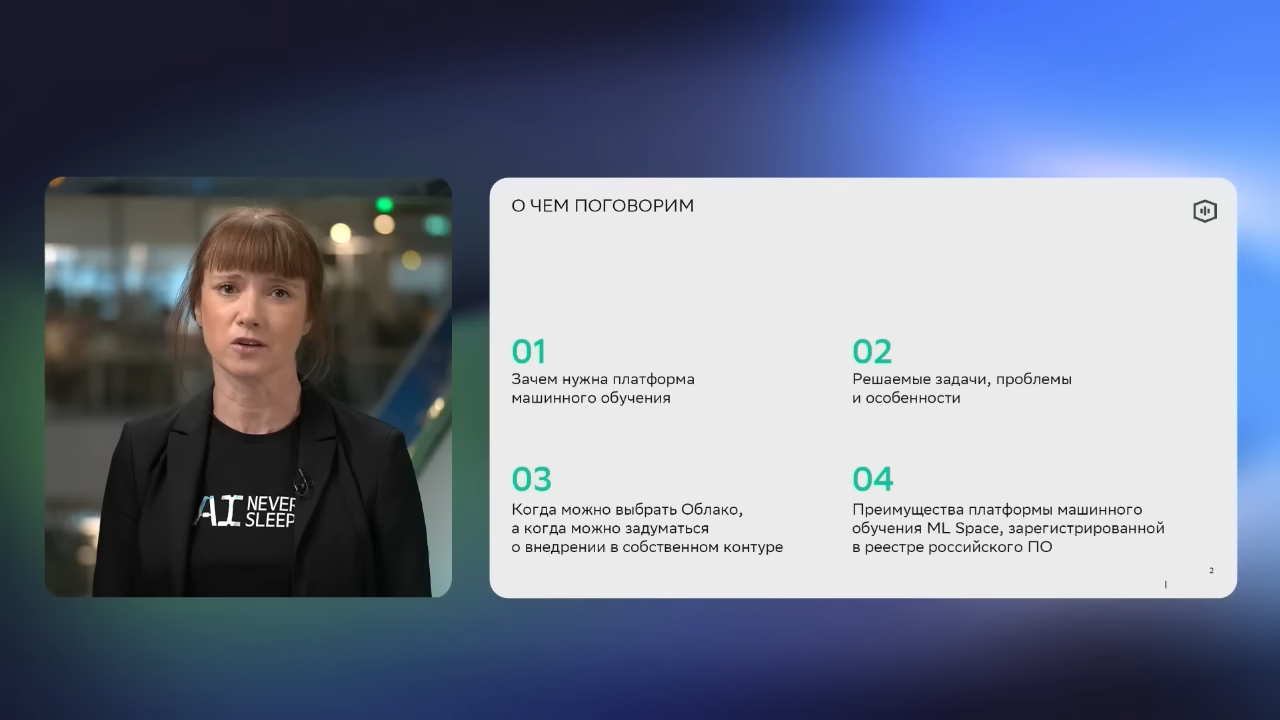 AI NEVER
SLEEP
О ЧЕМ ПОГОВОРИМ
01
Зачем нужна платформа
машинного обучения
02
Решаемые задачи, проблемы
и особенности
03
Когда можно выбрать Облако,
а когда можно задуматься
о внедрении в собственном контуре
04
Преимущества платформы машинного
обучения ML Space, зарегистрированной
в реестре российского ПО
2